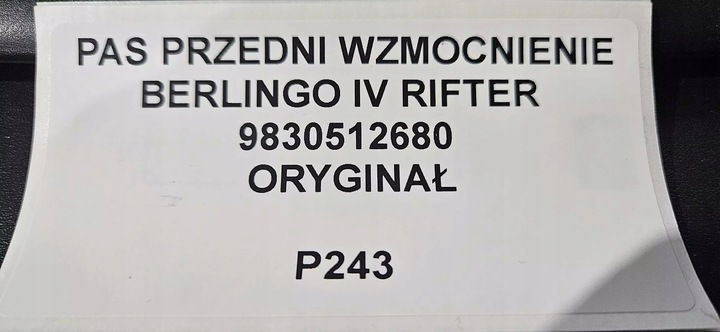 PAS PRZEDNI WZMOCNIENIE
BERLINGO IV RIFTER
9830512680
ORYGINAŁ
P243